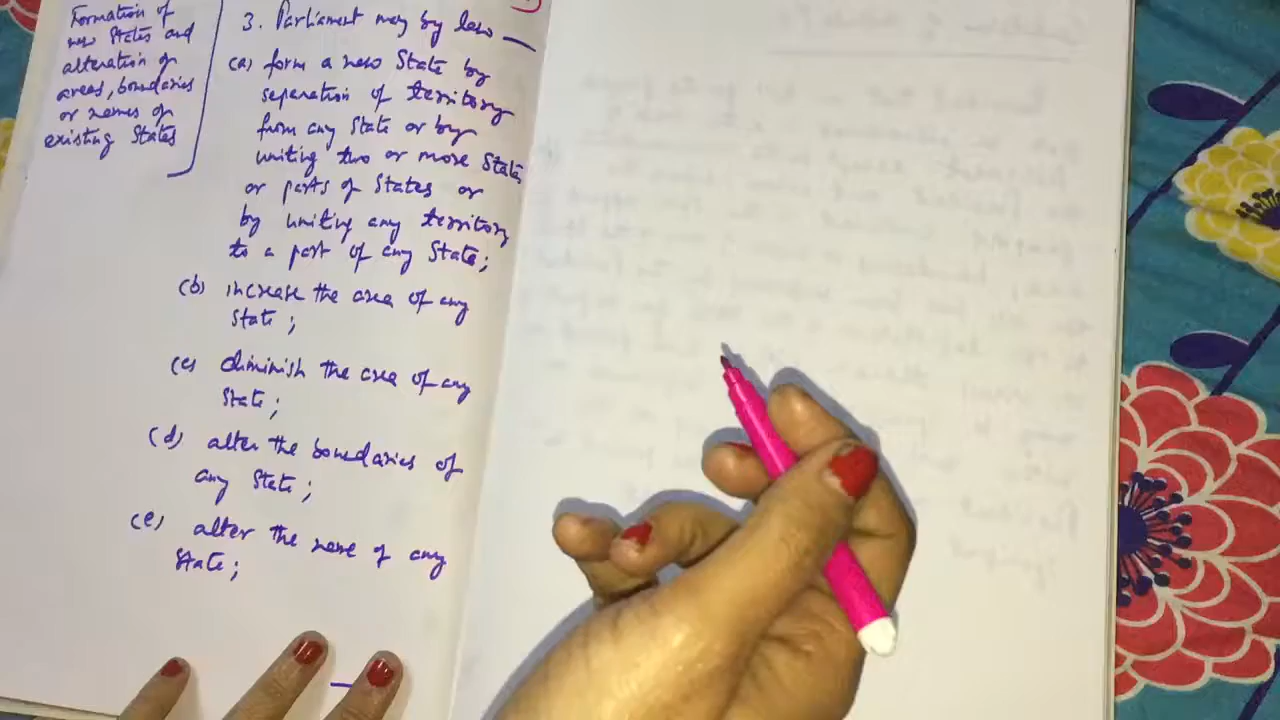 Formation of
new States and
alteration of
areas, boundaries
or names of
existing States
3. Parliament may by law —
(a) form a new State by
separation of territory
from any State or by
uniting two or more States
or parts of States or
by uniting any territory
to a part of any State;
(b) increase the area of any
State;
(c) diminish the area of any
State;
(d) alter the boundaries of
any State;
(e) alter the name of any
State;